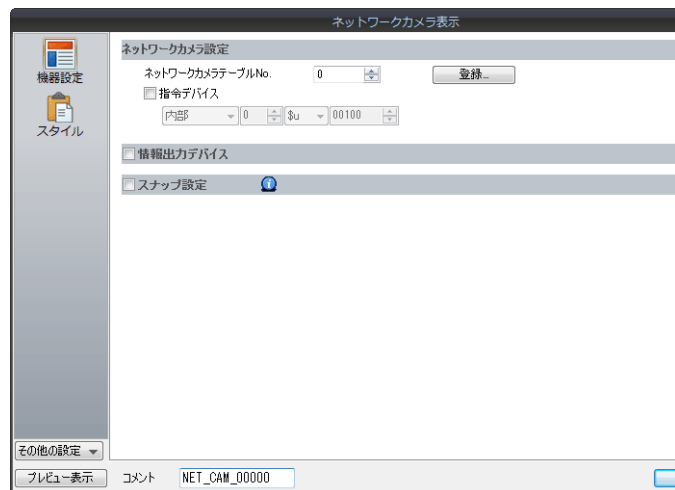 ネットワークカメラ表示
機器設定
スタイル
ネットワークカメラ設定
ネットワークカメラテーブルNo. 0 登録...
指令デバイス
内部 0 $u 00100
情報出力デバイス
スナップ設定
その他の設定
プレビュー表示 コメント NET_CAM_00000